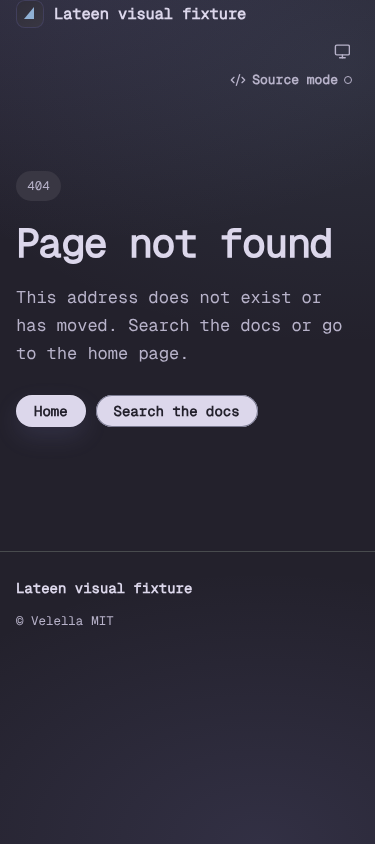 Lateen visual fixture
</> Source mode
404
Page not found
This address does not exist or
has moved. Search the docs or go
to the home page.
Home
Search the docs
Lateen visual fixture
© Velella MIT